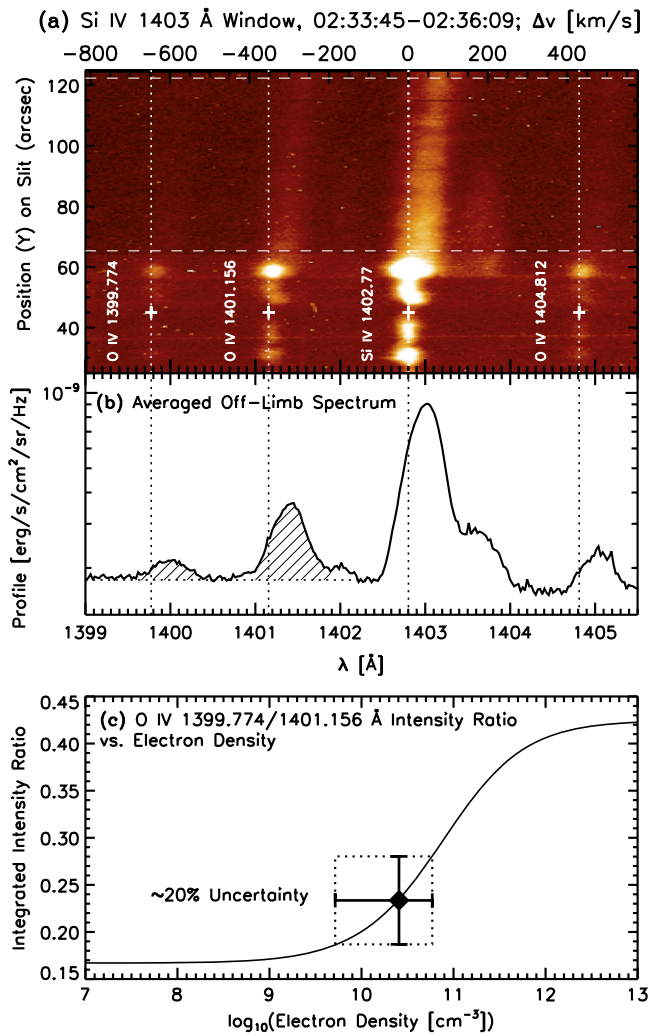 (a) Si IV 1403 Å Window, 02:33:45−02:36:09; Δv [km/s]
−800 −600 −400 −200 0 200 400
Position (Y) on Slit (arcsec)
120
100
80
60
40
O IV 1399.774
O IV 1401.156
Si IV 1402.77
O IV 1404.812
10⁻⁹
(b) Averaged Off−Limb Spectrum
Profile [erg/s/cm²/sr/Hz]
1399 1400 1401 1402 1403 1404 1405
λ [Å]
(c) O IV 1399.774/1401.156 Å Intensity Ratio
vs. Electron Density
Integrated Intensity Ratio
0.45
0.40
0.35
0.30
0.25
0.20
0.15
~20% Uncertainty
7 8 9 10 11 12 13
log₁₀(Electron Density [cm⁻³])